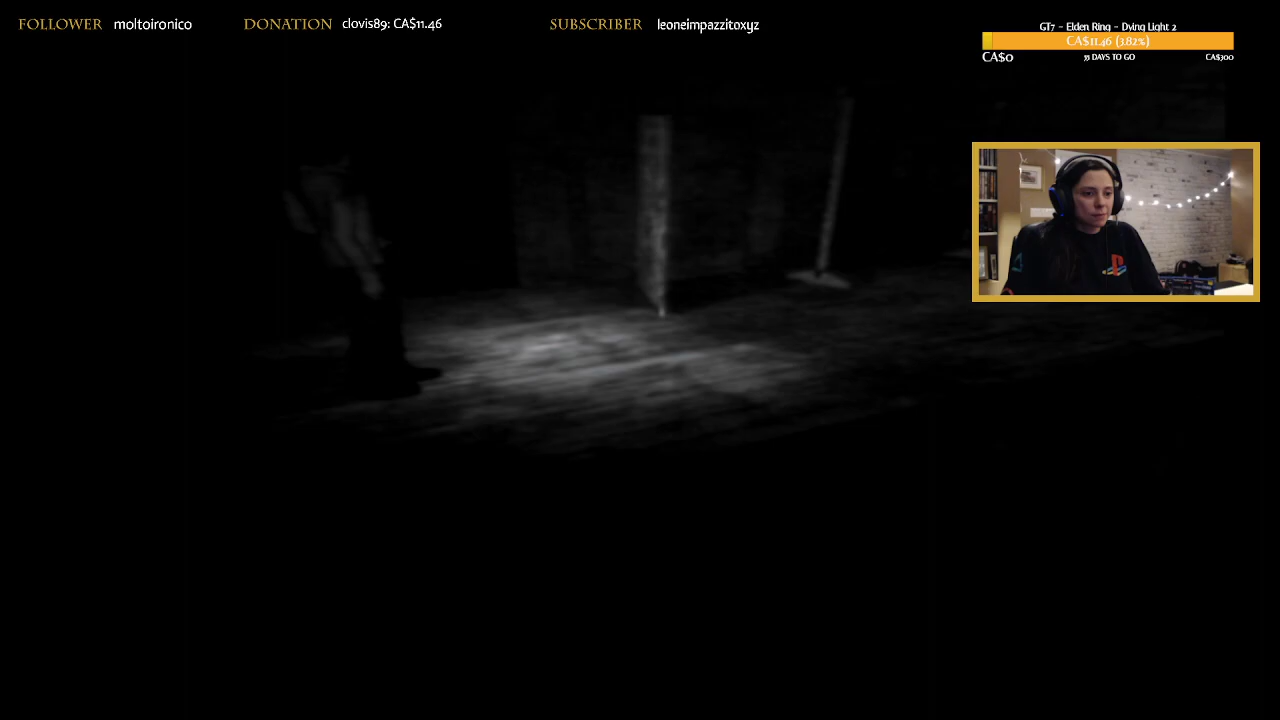 FOLLOWER moltoironico DONATION clovis89: CA$11.46 SUBSCRIBER leoneimpazzitoxyz
GT7 - Elden Ring - Dying Light 2
CA$11.46 (3.82%)
CA$0 33 DAYS TO GO CA$300